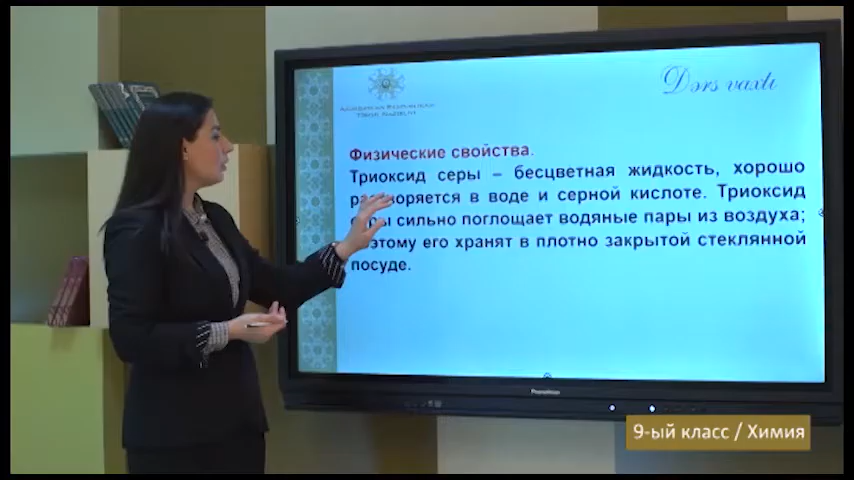 Dərs vaxtı
Физические свойства.
Триоксид серы – бесцветная жидкость, хорошо
растворяется в воде и серной кислоте. Триоксид
серы сильно поглощает водяные пары из воздуха;
поэтому его хранят в плотно закрытой стеклянной
посуде.
9-ый класс / Химия